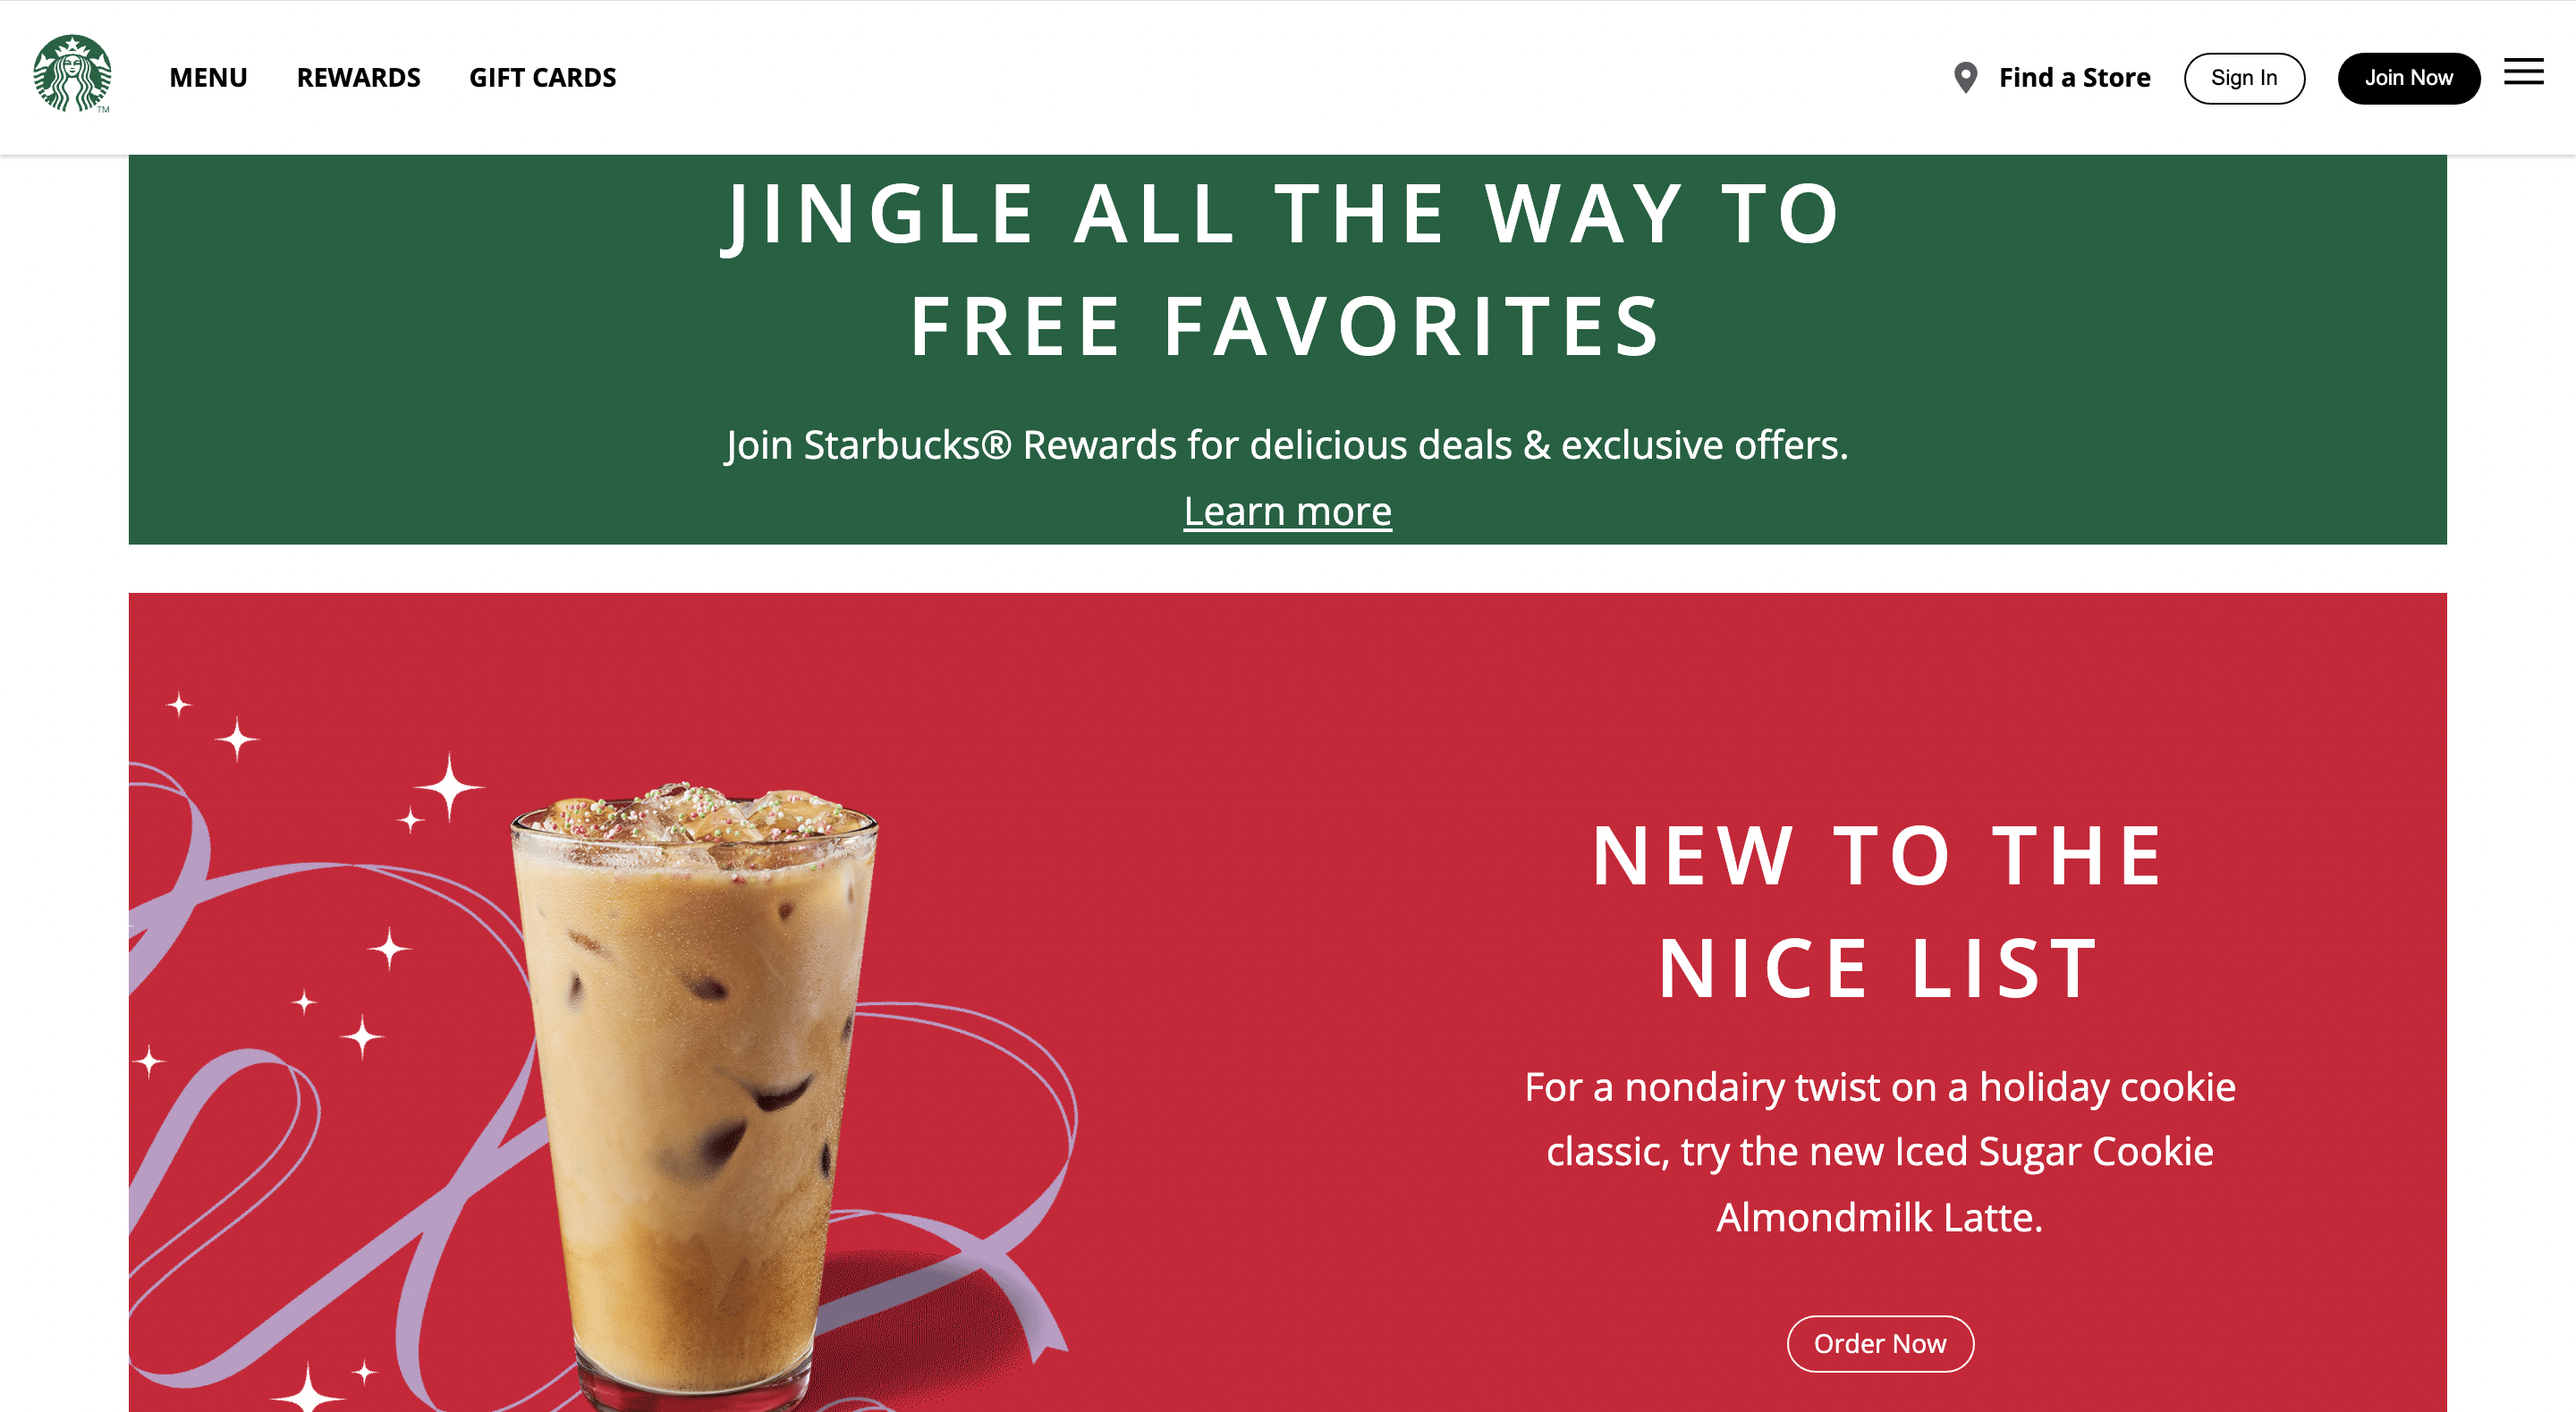 TM
MENU
REWARDS
GIFT CARDS
Find a Store
Sign In
Join Now
JINGLE ALL THE WAY TO
FREE FAVORITES
Join Starbucks® Rewards for delicious deals & exclusive offers.
Learn more
NEW TO THE
NICE LIST
For a nondairy twist on a holiday cookie
classic, try the new Iced Sugar Cookie
Almondmilk Latte.
Order Now